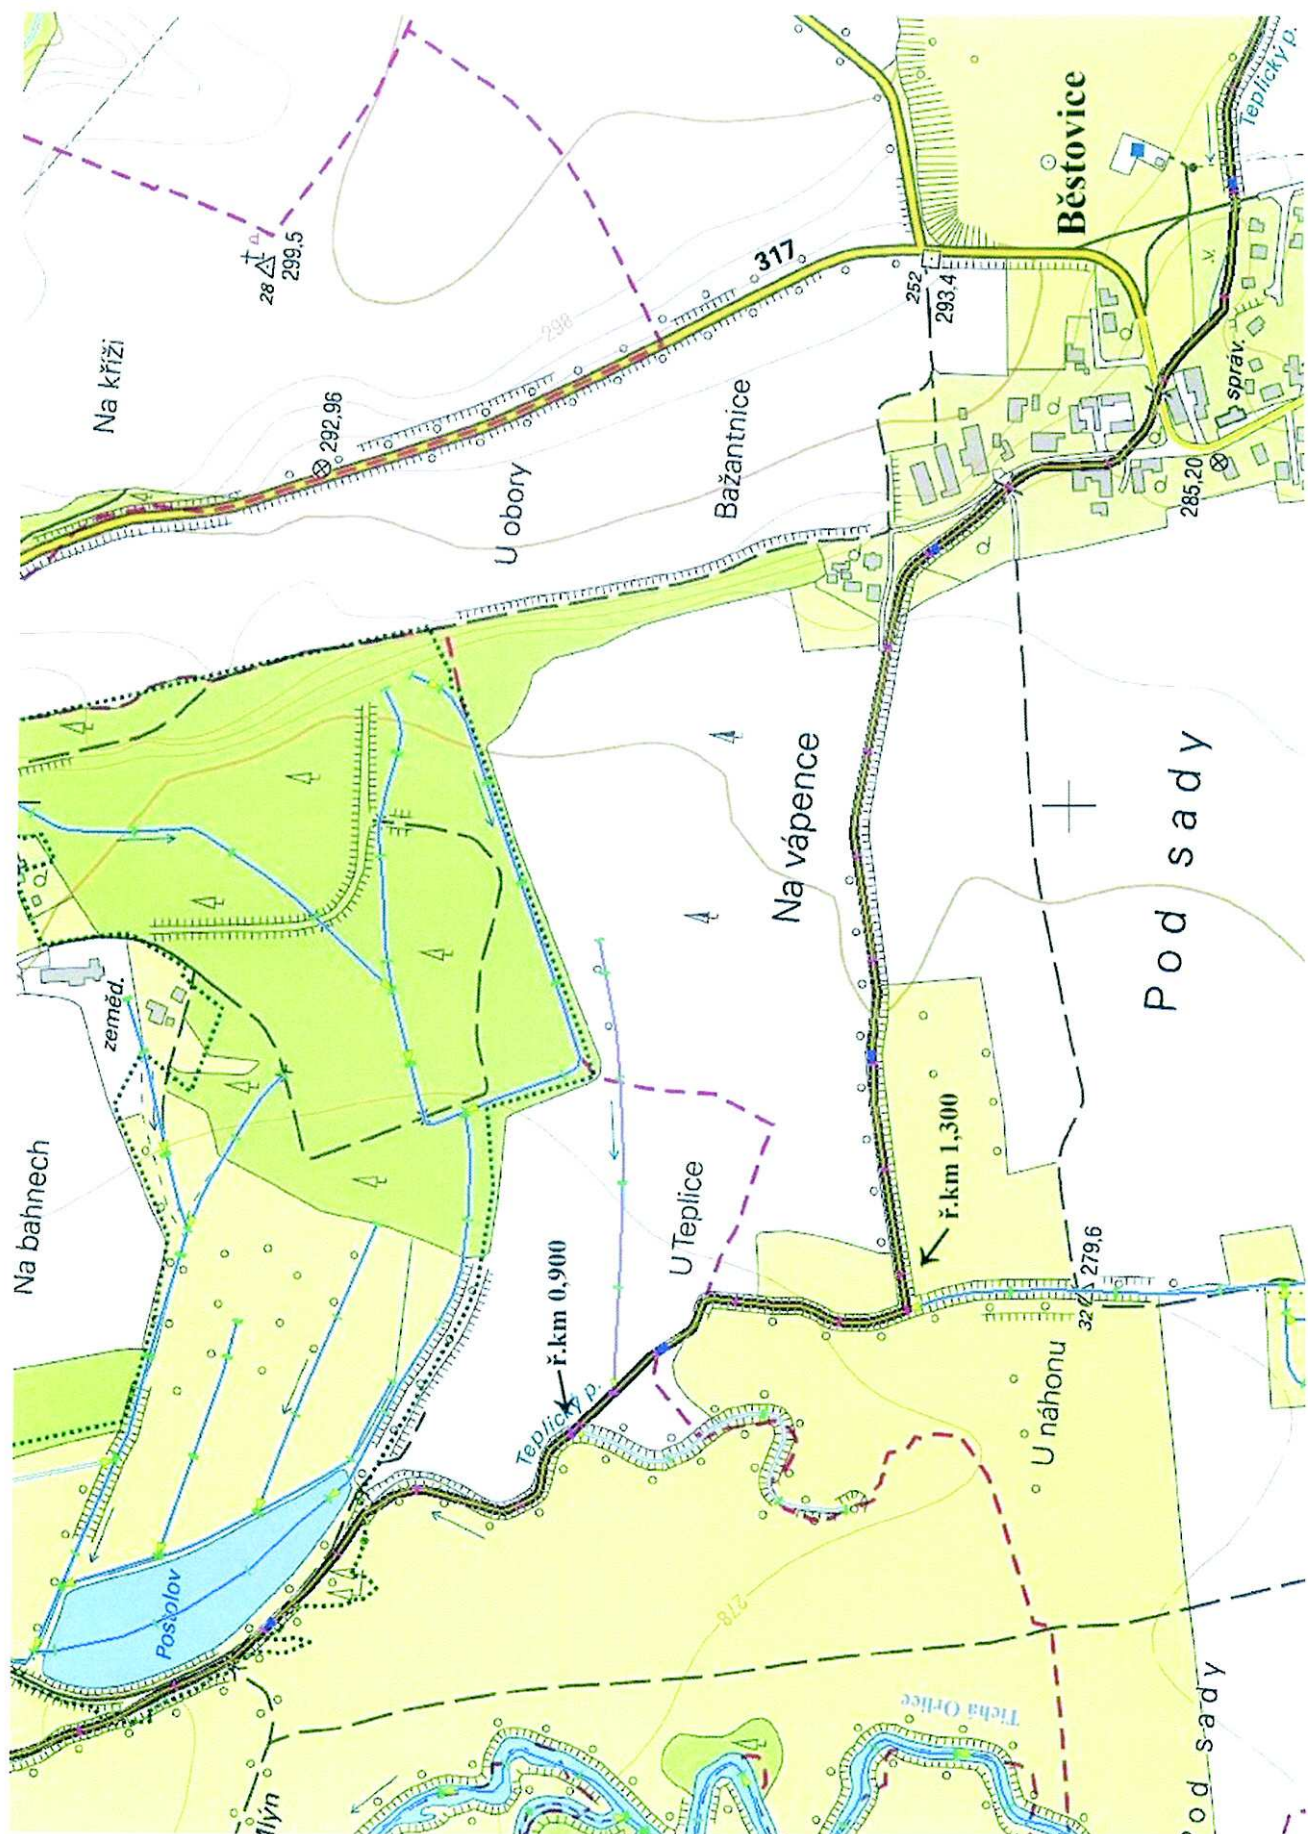 Teplický p.
Běstovice
317
252
293,4
28
299,5
Na kříži
298
292,96
U obory
Bažantnice
správ.
285,20
Na vápence
Pod sady
zeměd.
Na bahnech
ř.km 1,300
U Teplice
ř.km 0,900
279,6
32
Teplický p.
U náhonu
Postolov
278
Tichá Orlice
Pod sady